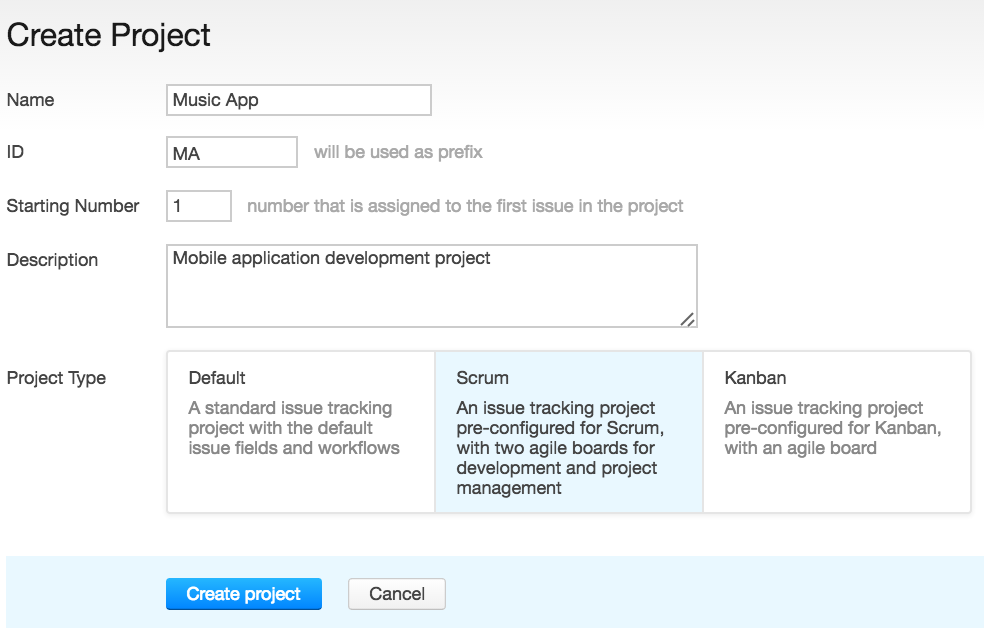 Create Project
Name
Music App
ID
MA
will be used as prefix
Starting Number
1
number that is assigned to the first issue in the project
Description
Mobile application development project
Project Type
Default
A standard issue tracking
project with the default
issue fields and workflows
Scrum
An issue tracking project
pre-configured for Scrum,
with two agile boards for
development and project
management
Kanban
An issue tracking project
pre-configured for Kanban,
with an agile board
Create project
Cancel